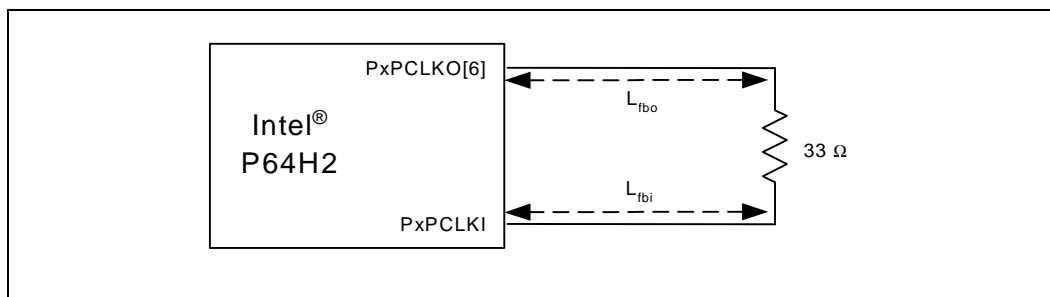 PxPCLKO[6]
Lfbo
Intel®
P64H2
33 Ω
Lfbi
PxPCLKI